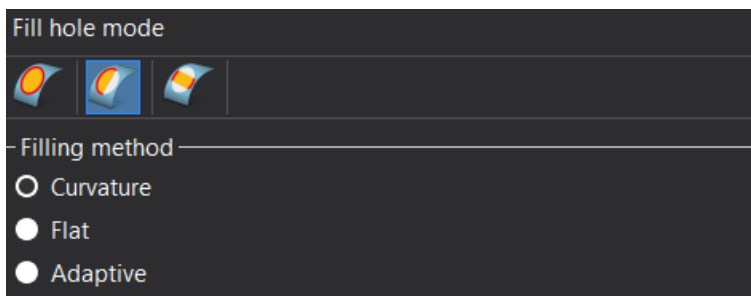 Fill hole mode
Filling method
Curvature
Flat
Adaptive